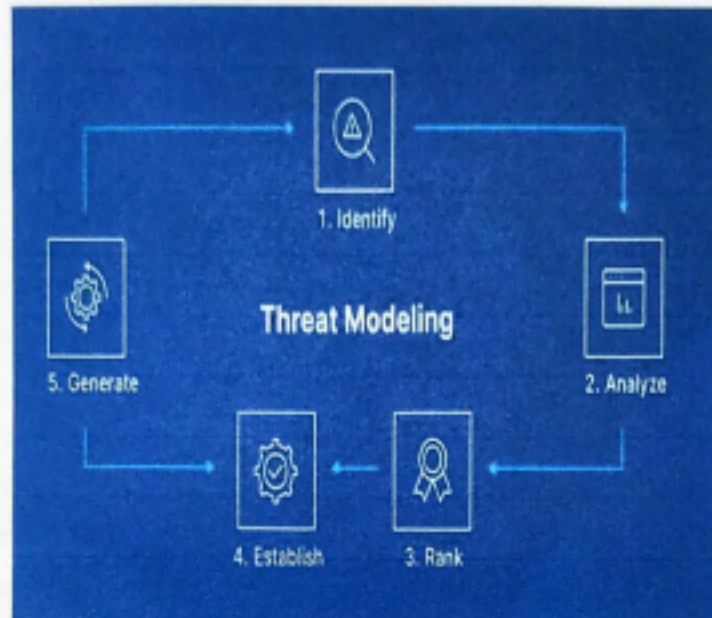 1. Identify
Threat Modeling
5. Generate
2. Analyze
4. Establish
3. Rank